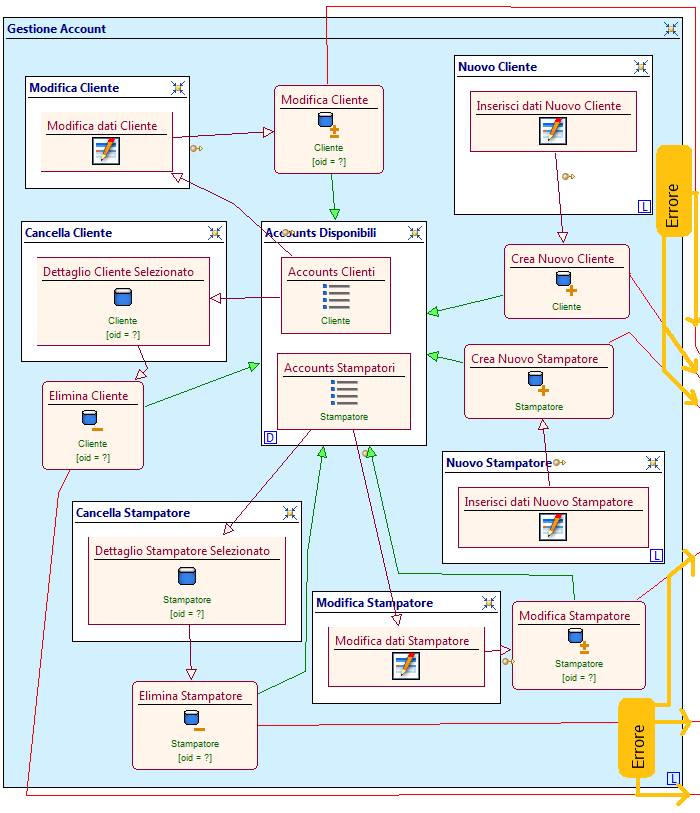 Gestione Account
Modifica Cliente
Modifica dati Cliente
Modifica Cliente
Cliente
[oid = ?]
Nuovo Cliente
Inserisci dati Nuovo Cliente
L
Errore
Cancella Cliente
Dettaglio Cliente Selezionato
Cliente
[oid = ?]
Accounts Disponibili
Accounts Clienti
Cliente
Accounts Stampatori
Stampatore
D
Crea Nuovo Cliente
Cliente
Crea Nuovo Stampatore
Stampatore
Elimina Cliente
Cliente
[oid = ?]
Nuovo Stampatore
Inserisci dati Nuovo Stampatore
L
Cancella Stampatore
Dettaglio Stampatore Selezionato
Stampatore
[oid = ?]
Modifica Stampatore
Modifica dati Stampatore
Modifica Stampatore
Stampatore
[oid = ?]
Elimina Stampatore
Stampatore
[oid = ?]
Errore
L